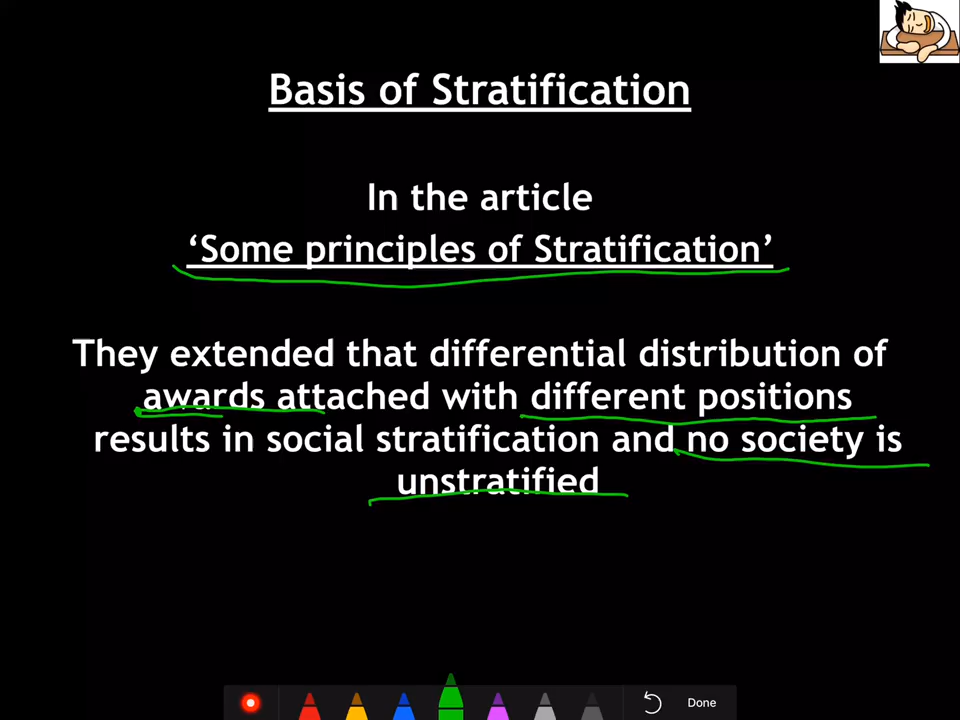 Basis of Stratification
In the article
‘Some principles of Stratification’
They extended that differential distribution of
awards attached with different positions
results in social stratification and no society is
unstratified
Done